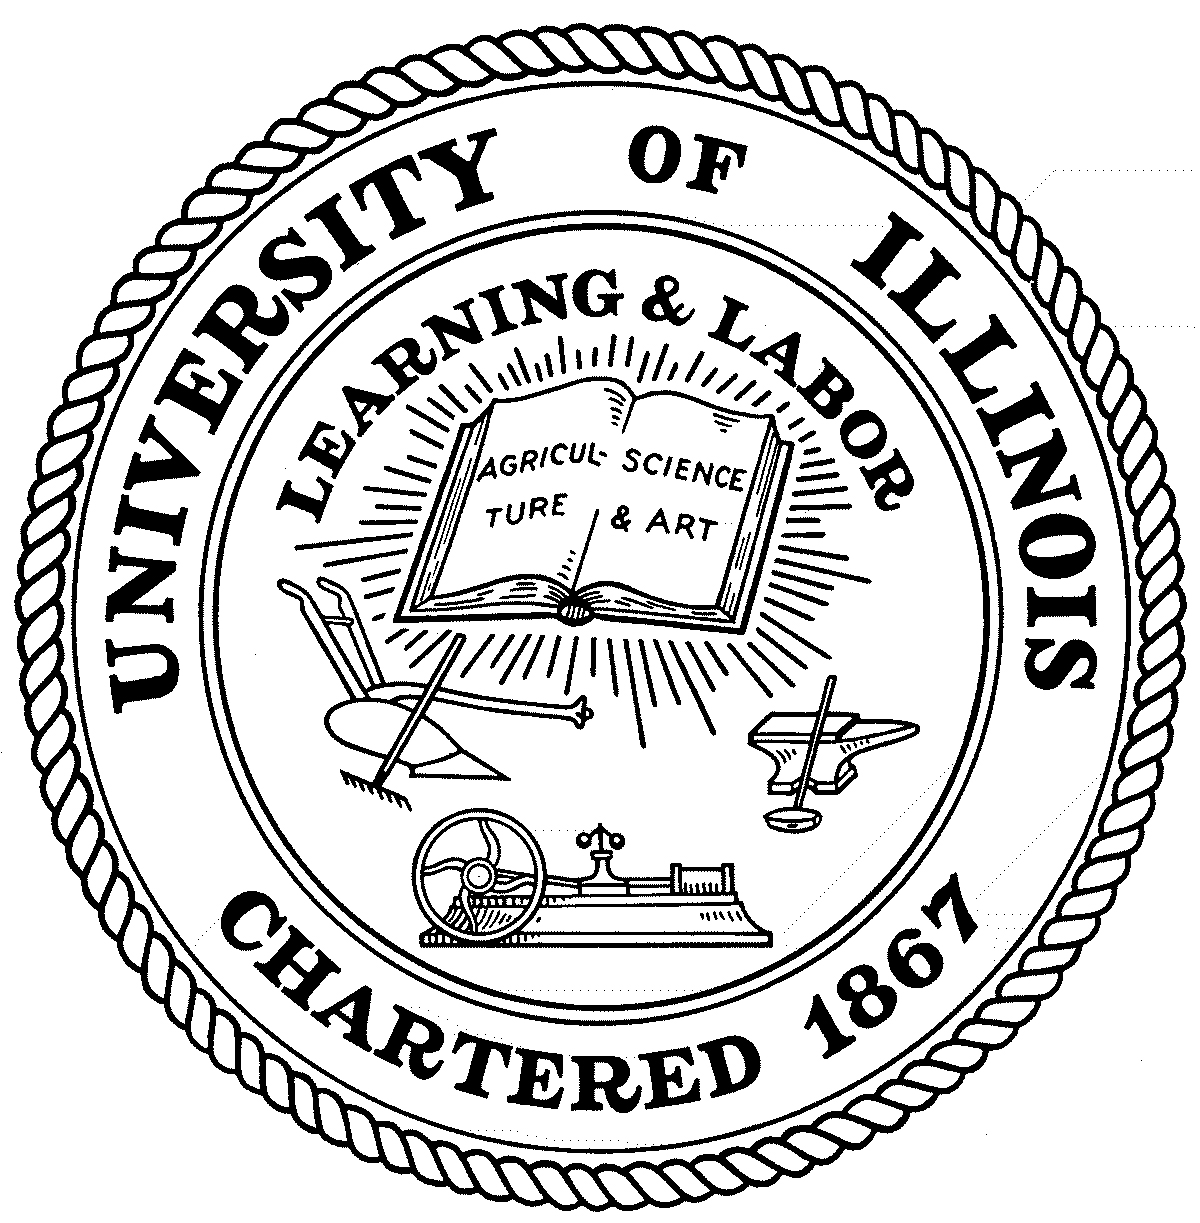 UNIVERSITY OF ILLINOIS
LEARNING & LABOR
AGRICUL-
TURE
SCIENCE
& ART
CHARTERED 1867